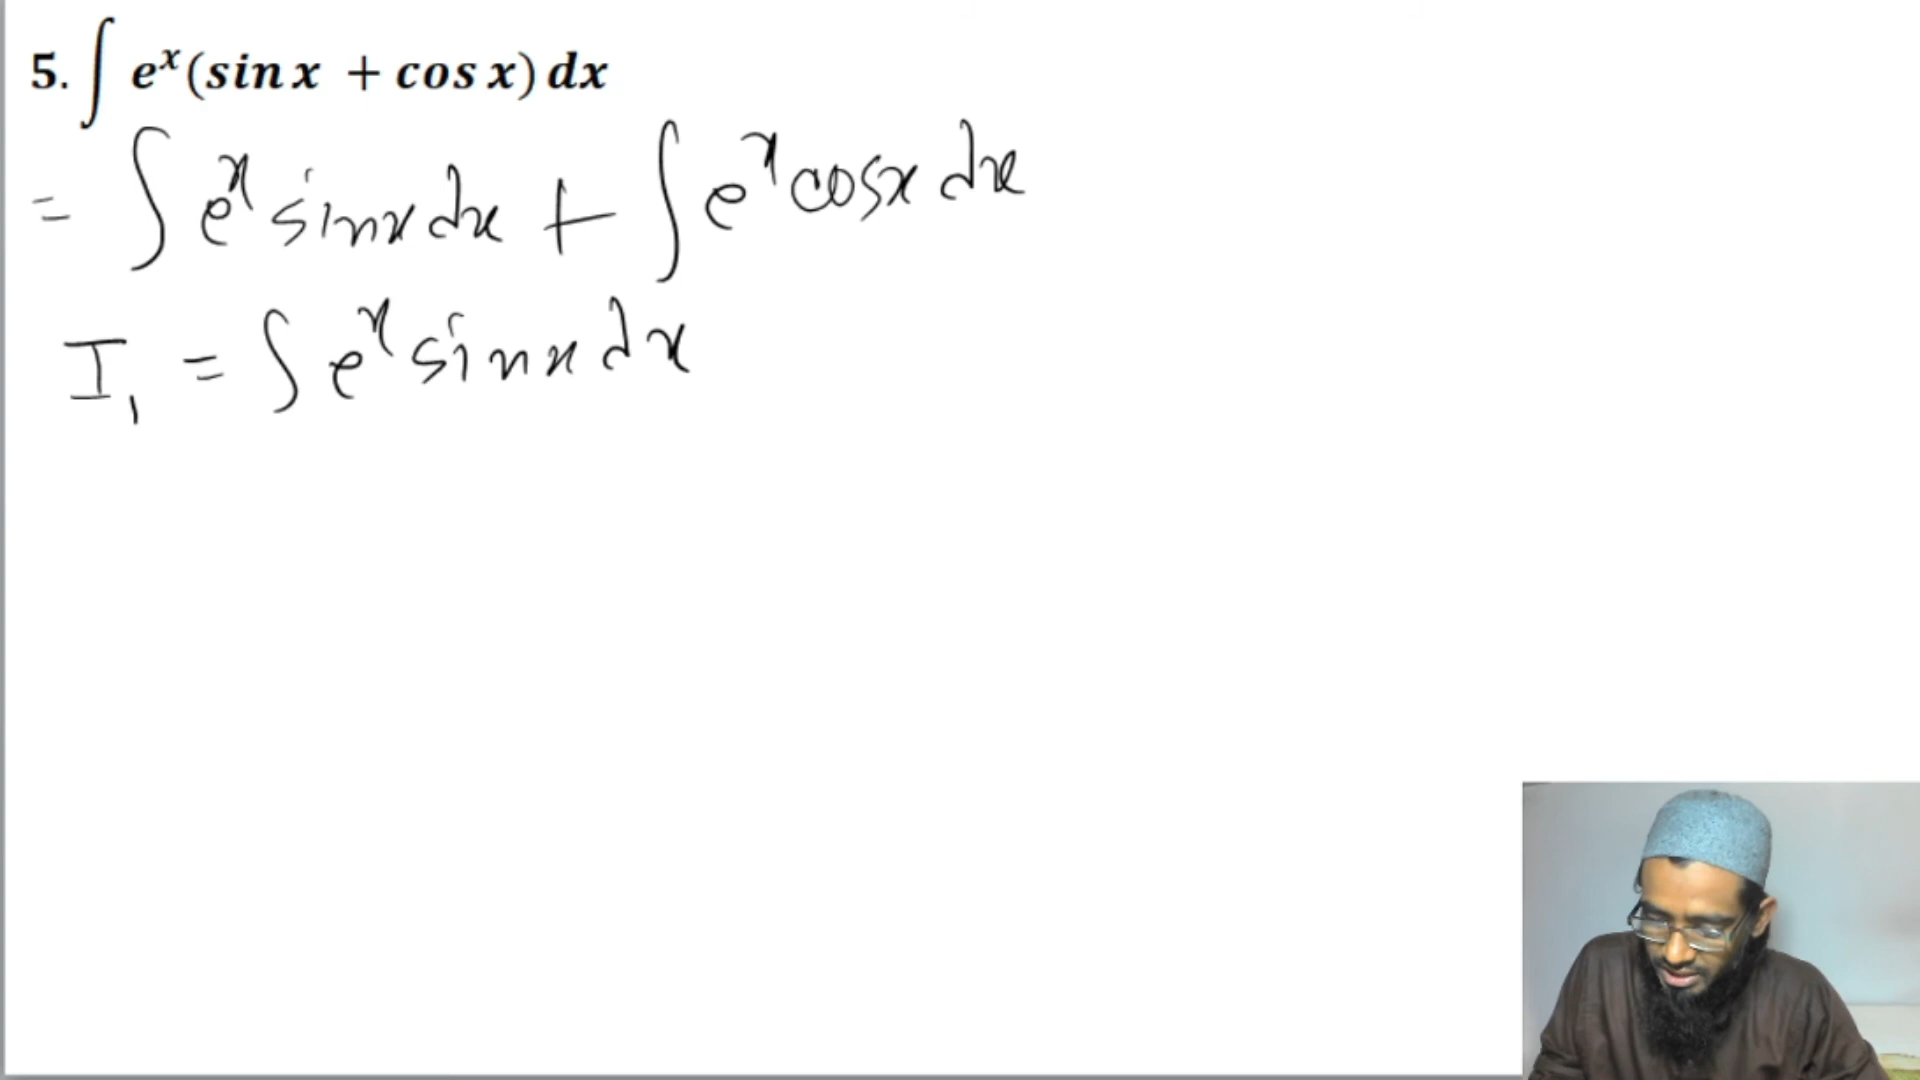 5. ∫ eˣ(sin x + cos x) dx
= ∫ eˣ sinx dx + ∫ eˣ cosx dx
I₁ = ∫ eˣ sinx dx